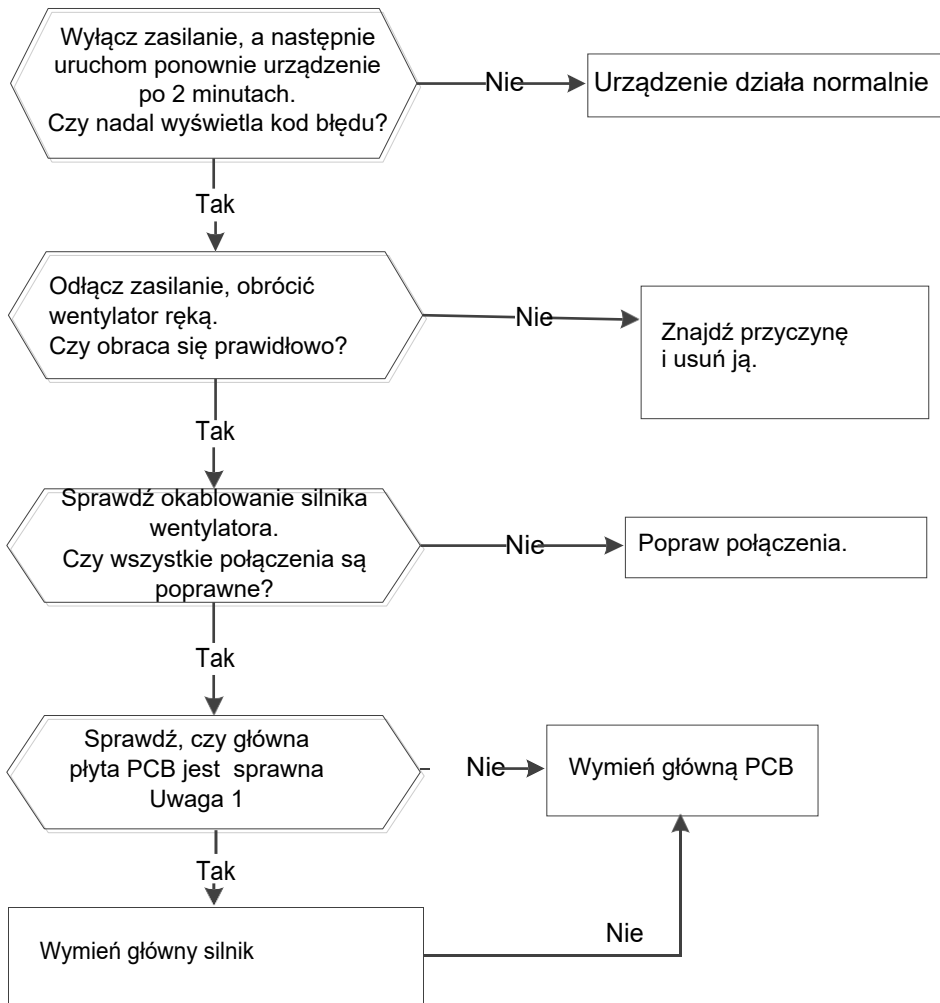 Wyłącz zasilanie, a następnie
uruchom ponownie urządzenie
po 2 minutach.
Czy nadal wyświetla kod błędu?
Nie
Urządzenie działa normalnie
Tak
Odłącz zasilanie, obrócić
wentylator ręką.
Czy obraca się prawidłowo?
Nie
Znajdź przyczynę
i usuń ją.
Tak
Sprawdź okablowanie silnika
wentylatora.
Czy wszystkie połączenia są
poprawne?
Nie
Popraw połączenia.
Tak
Sprawdź, czy główna
płyta PCB jest sprawna
Uwaga 1
Nie
Wymień główną PCB
Tak
Wymień główny silnik
Nie